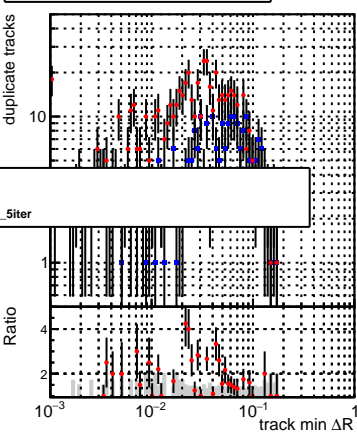 duplicate tracks
10
_5iter
1
Ratio
4
2
10−3 10−2 10−1 1
track min ΔR